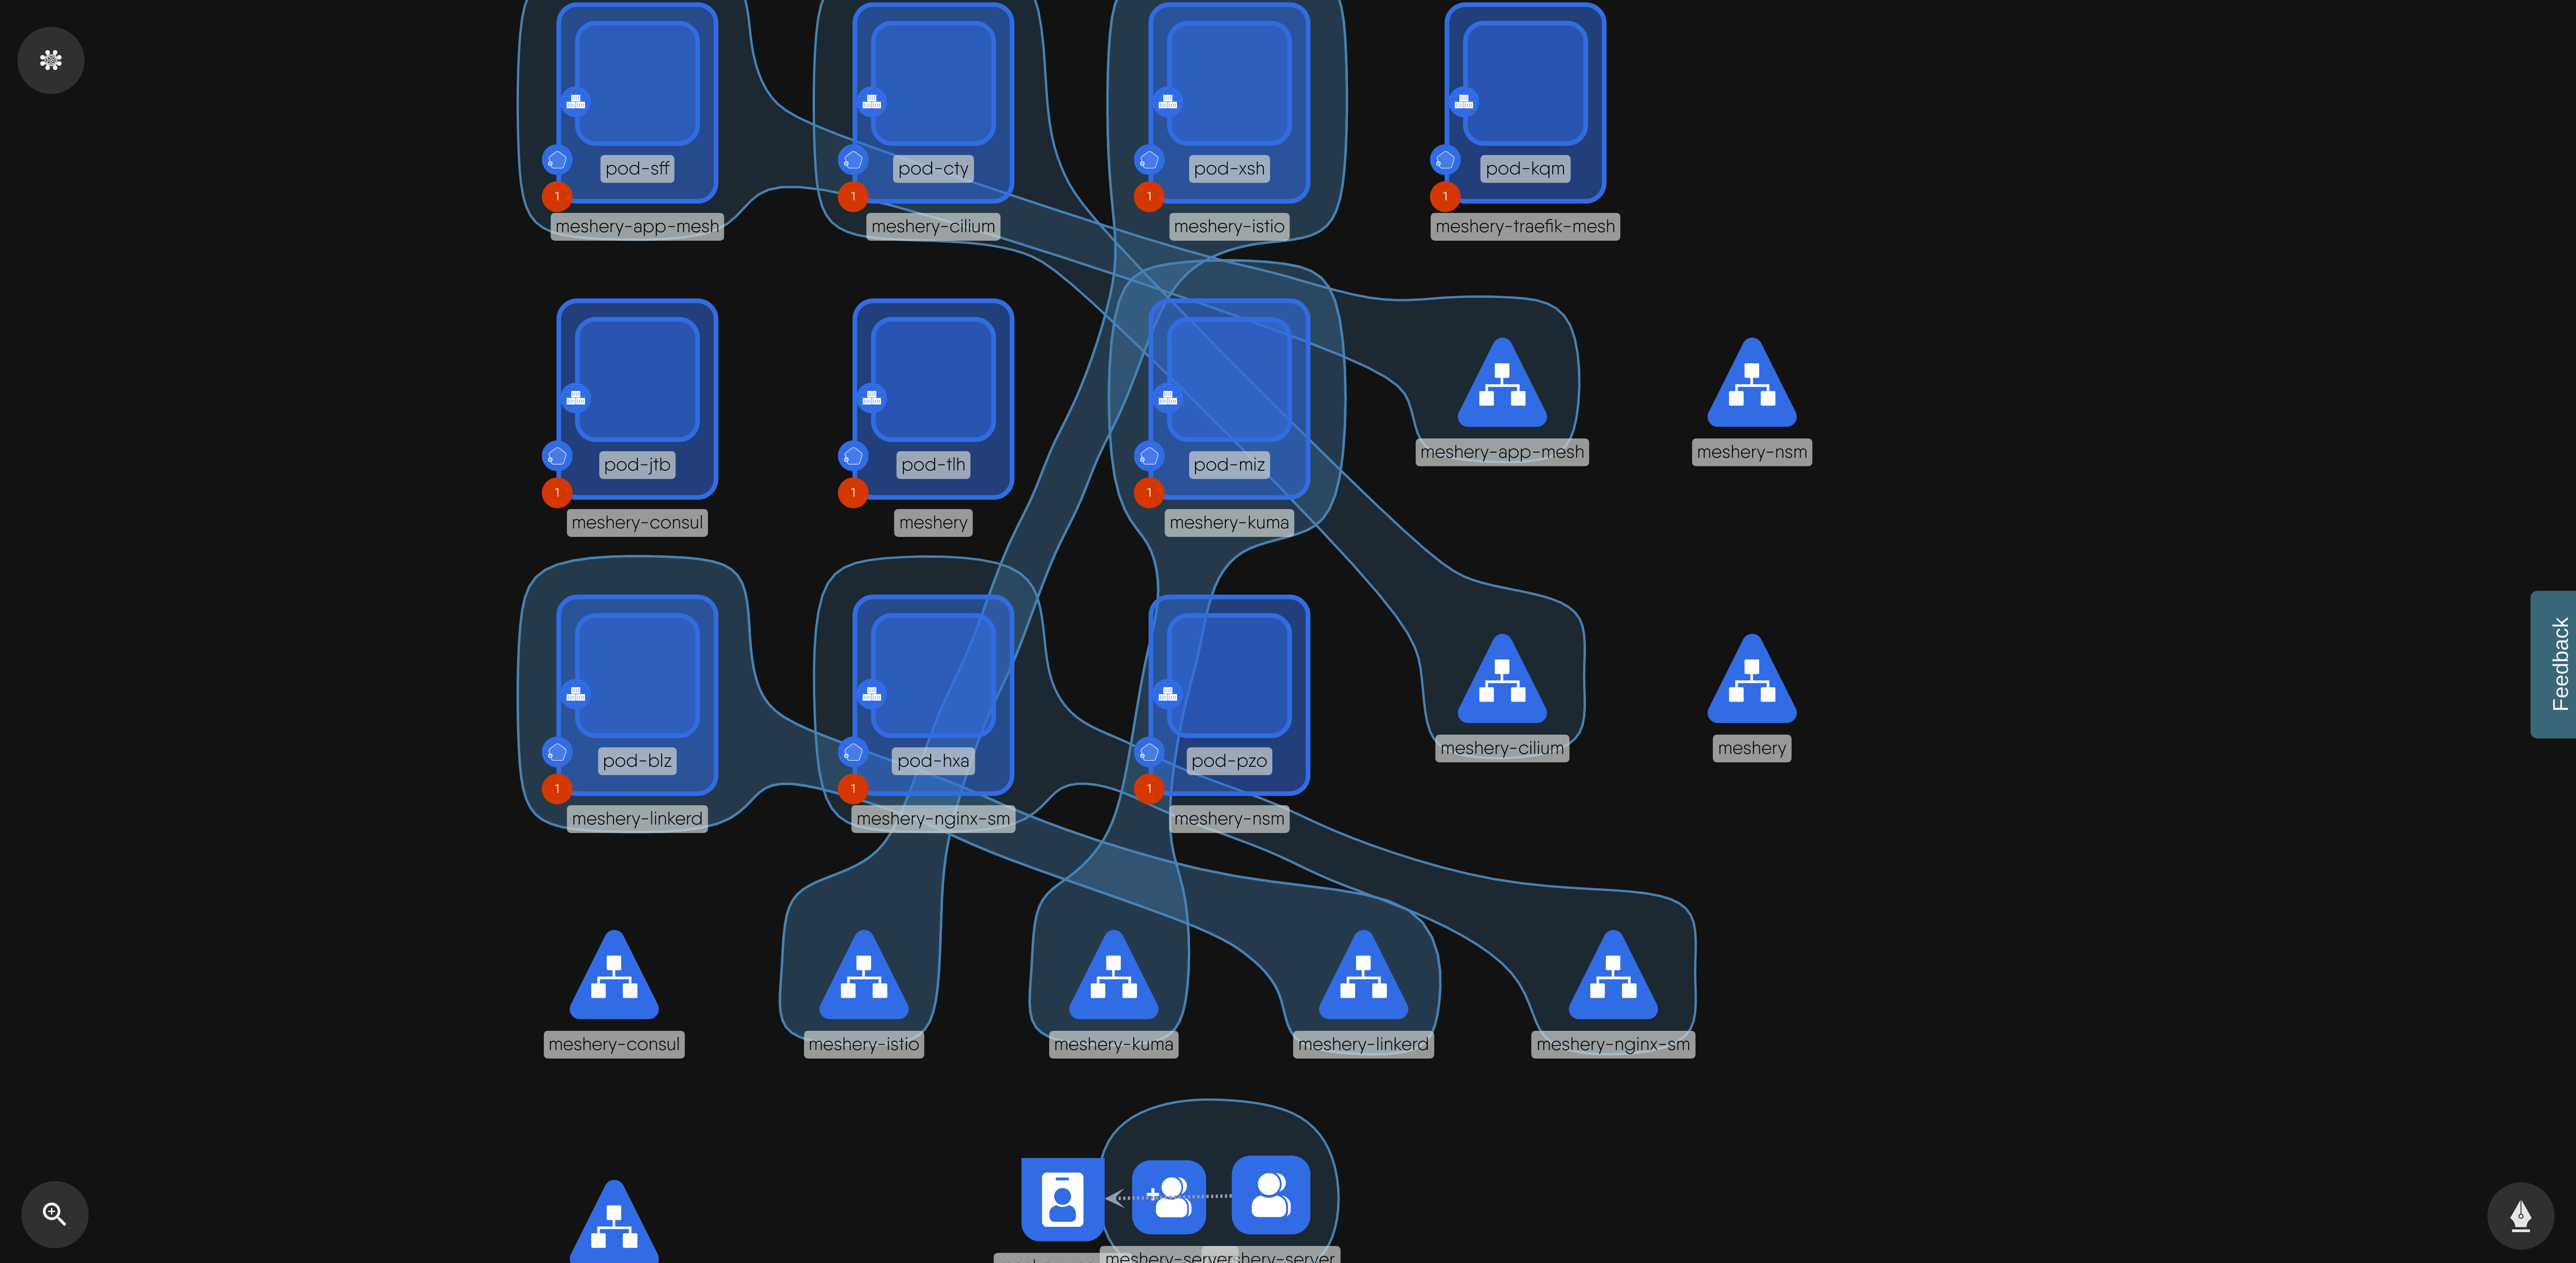 pod-sff
pod-cty
pod-xsh
pod-kqm
1
1
1
1
meshery-app-mesh
meshery-cilium
meshery-istio
meshery-traefik-mesh
pod-jtb
pod-tlh
pod-miz
meshery-app-mesh
meshery-nsm
1
1
1
meshery-consul
meshery
meshery-kuma
Feedback
pod-blz
pod-hxa
pod-pzo
meshery-cilium
meshery
1
1
1
meshery-linkerd
meshery-nginx-sm
meshery-nsm
meshery-consul
meshery-istio
meshery-kuma
meshery-linkerd
meshery-nginx-sm
meshery-server
hery-server